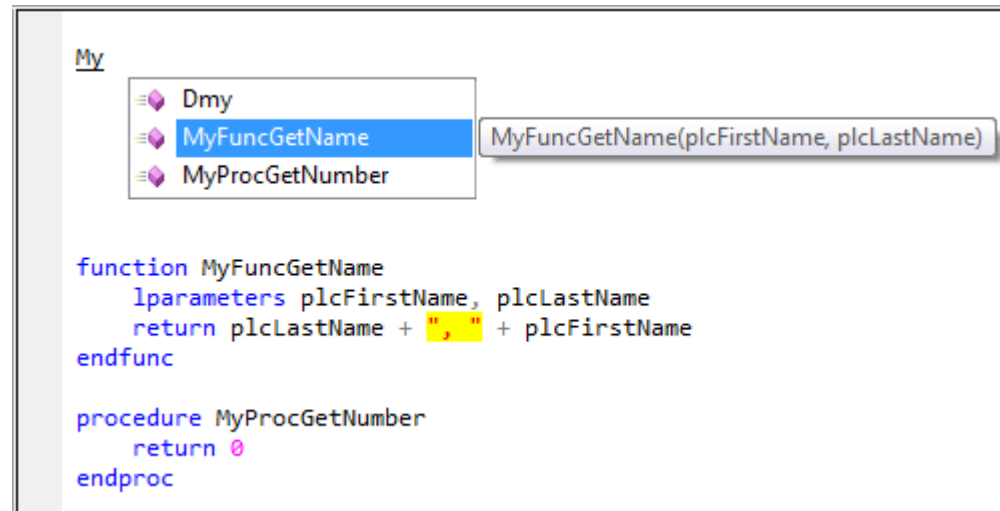 My
Dmy
MyFuncGetName MyFuncGetName(plcFirstName, plcLastName)
MyProcGetNumber
function MyFuncGetName
lparameters plcFirstName, plcLastName
return plcLastName + ", " + plcFirstName
endfunc
procedure MyProcGetNumber
return 0
endproc